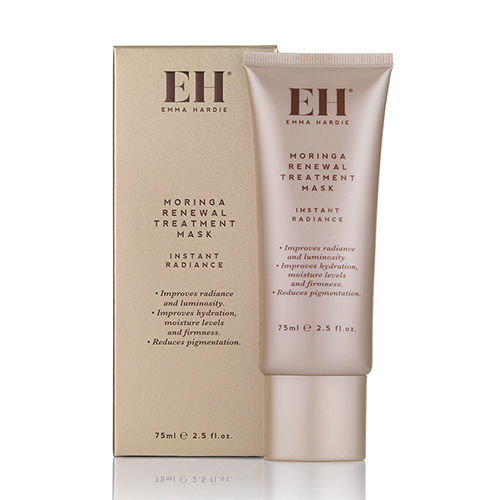 EH®
EMMA HARDIE
MORINGA
RENEWAL
TREATMENT
MASK
INSTANT
RADIANCE
• Improves radiance
and luminosity.
• Improves hydration,
moisture levels
and firmness.
• Reduces pigmentation.
75ml ℮ 2.5 fl.oz.
EH®
EMMA HARDIE
MORINGA
RENEWAL
TREATMENT
MASK
INSTANT
RADIANCE
• Improves radiance
and luminosity.
• Improves hydration,
moisture levels
and firmness.
• Reduces pigmentation.
75ml ℮ 2.5 fl.oz.